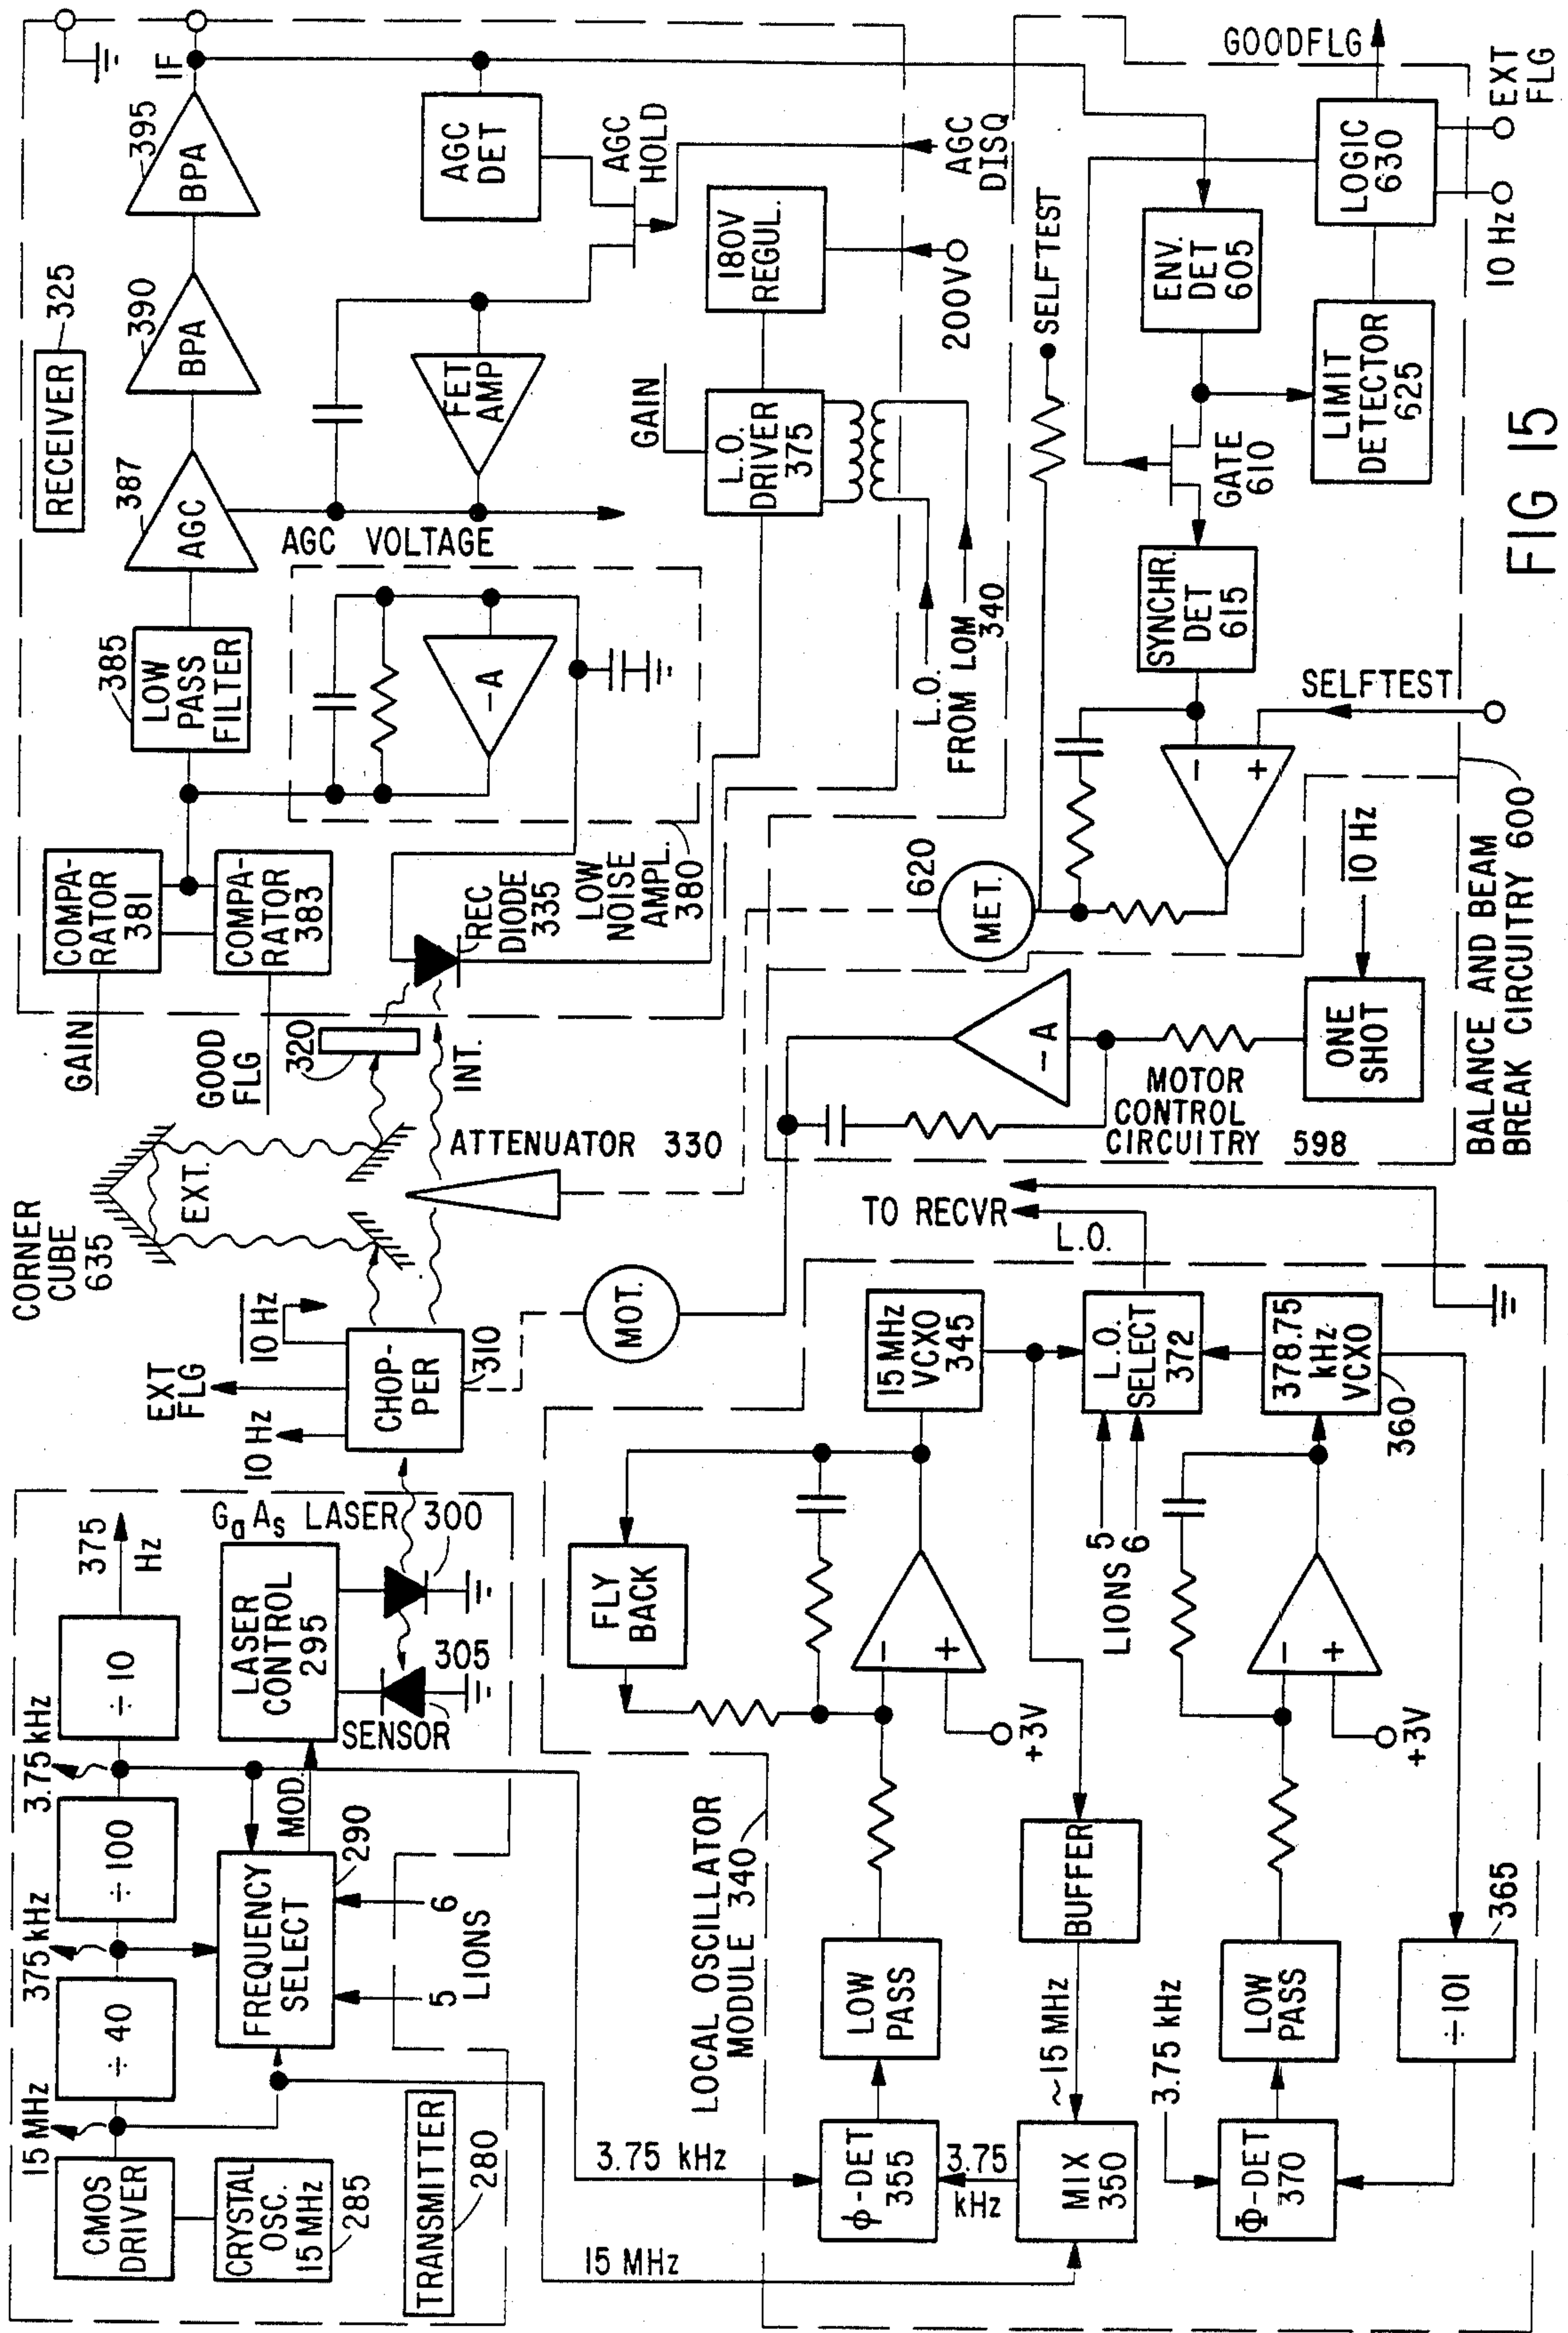 TRANSMITTER
280
CRYSTAL
OSC.
15 MHz
285
CMOS
DRIVER
15 MHz
÷ 40
375 kHz
÷ 100
3.75 kHz
÷ 10
375
Hz
FREQUENCY
SELECT
290
5 6
LIONS
MOD.
LASER
CONTROL
295
GaAs LASER 300
305
SENSOR
10 Hz
EXT
FLG
10 Hz
CHOP-
PER
310
MOT.
CORNER
CUBE
635
EXT.
ATTENUATOR 330
INT.
320
GAIN
GOOD
FLG
COMPA-
RATOR
381
COMPA-
RATOR
383
REC
DIODE
335
LOW
NOISE
AMPL.
380
-A
385
LOW
PASS
FILTER
RECEIVER
325
387
AGC
AGC VOLTAGE
390
BPA
395
BPA
IF
FET
AMP
AGC
DET
AGC
HOLD
AGC
DISQ
GAIN
L.O.
DRIVER
375
180V
REGUL.
200V
L.O.
FROM LOM 340
LOCAL OSCILLATOR
MODULE 340
3.75 kHz
15 MHz
ϕ-DET
355
3.75
kHz
MIX
350
~15 MHz
BUFFER
LOW
PASS
FLY
BACK
-
+
+3V
15 MHz
VCXO
345
L.O.
SELECT
372
LIONS 5
6
L.O.
TO RECVR
3.75 kHz
Φ-DET
370
LOW
PASS
-
+
+3V
378.75
kHz
VCXO
360
÷101
365
MOTOR
CONTROL
CIRCUITRY 598
-A
ONE
SHOT
10 Hz
620
MET.
SELFTEST
-
+
SELFTEST
SYNCHR.
DET
615
GATE
610
ENV.
DET
605
LIMIT
DETECTOR
625
LOGIC
630
GOODFLG
10 Hz
EXT
FLG
BALANCE AND BEAM
BREAK CIRCUITRY 600
FIG 15